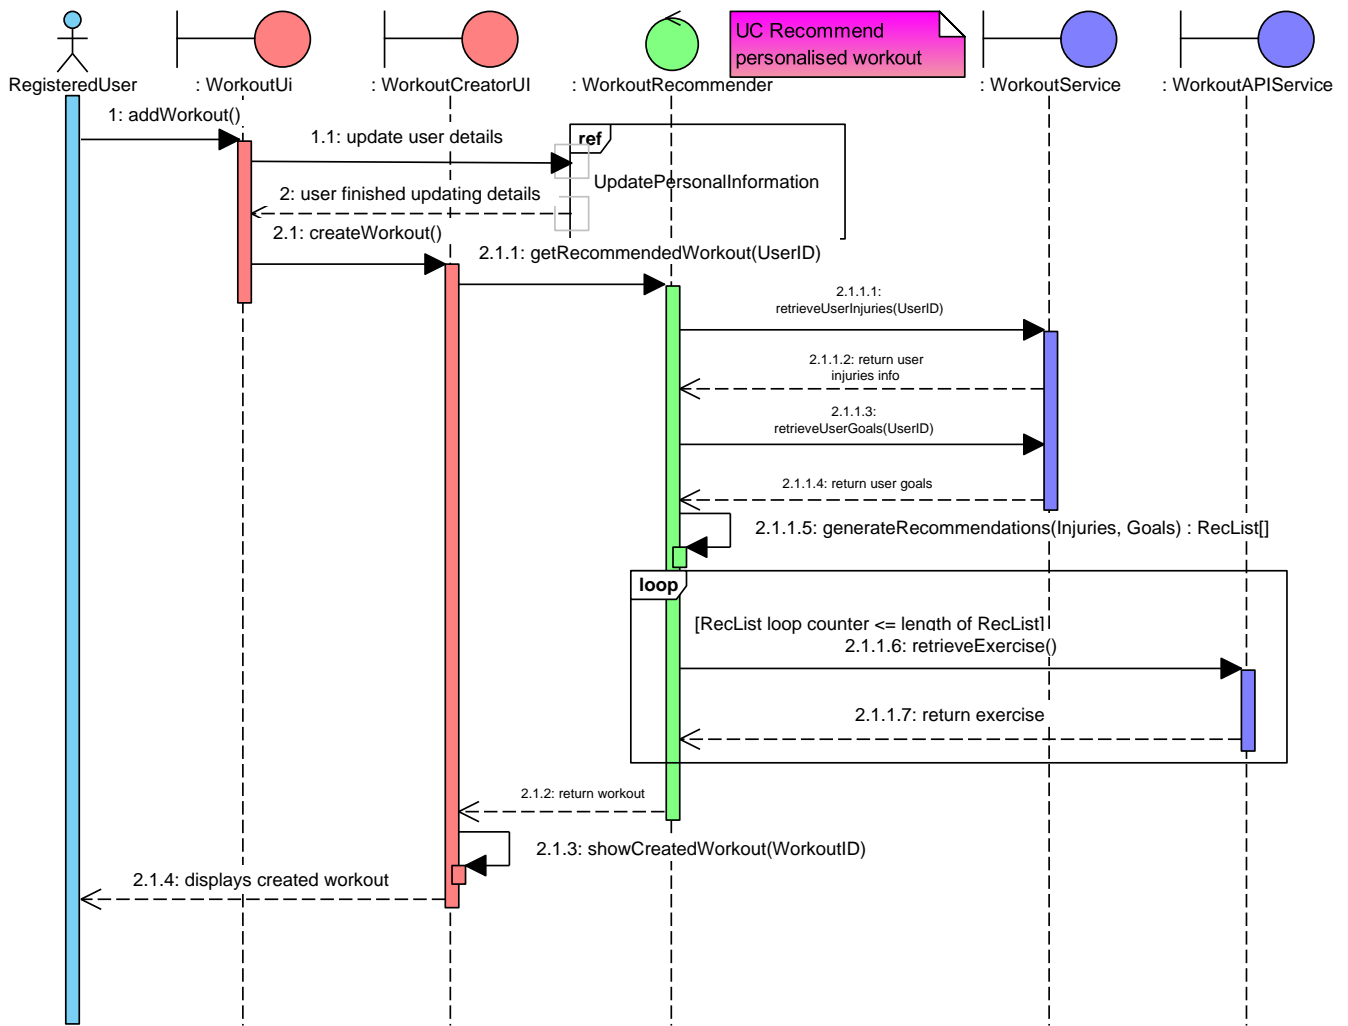 UC Recommend
personalised workout
RegisteredUser
: WorkoutUi
: WorkoutCreatorUI
: WorkoutRecommender
: WorkoutService
: WorkoutAPIService
1: addWorkout()
1.1: update user details
ref
UpdatePersonalInformation
2: user finished updating details
2.1: createWorkout()
2.1.1: getRecommendedWorkout(UserID)
2.1.1.1:
retrieveUserInjuries(UserID)
2.1.1.2: return user
injuries info
2.1.1.3:
retrieveUserGoals(UserID)
2.1.1.4: return user goals
2.1.1.5: generateRecommendations(Injuries, Goals) : RecList[]
loop
[RecList loop counter <= length of RecList]
2.1.1.6: retrieveExercise()
2.1.1.7: return exercise
2.1.2: return workout
2.1.3: showCreatedWorkout(WorkoutID)
2.1.4: displays created workout